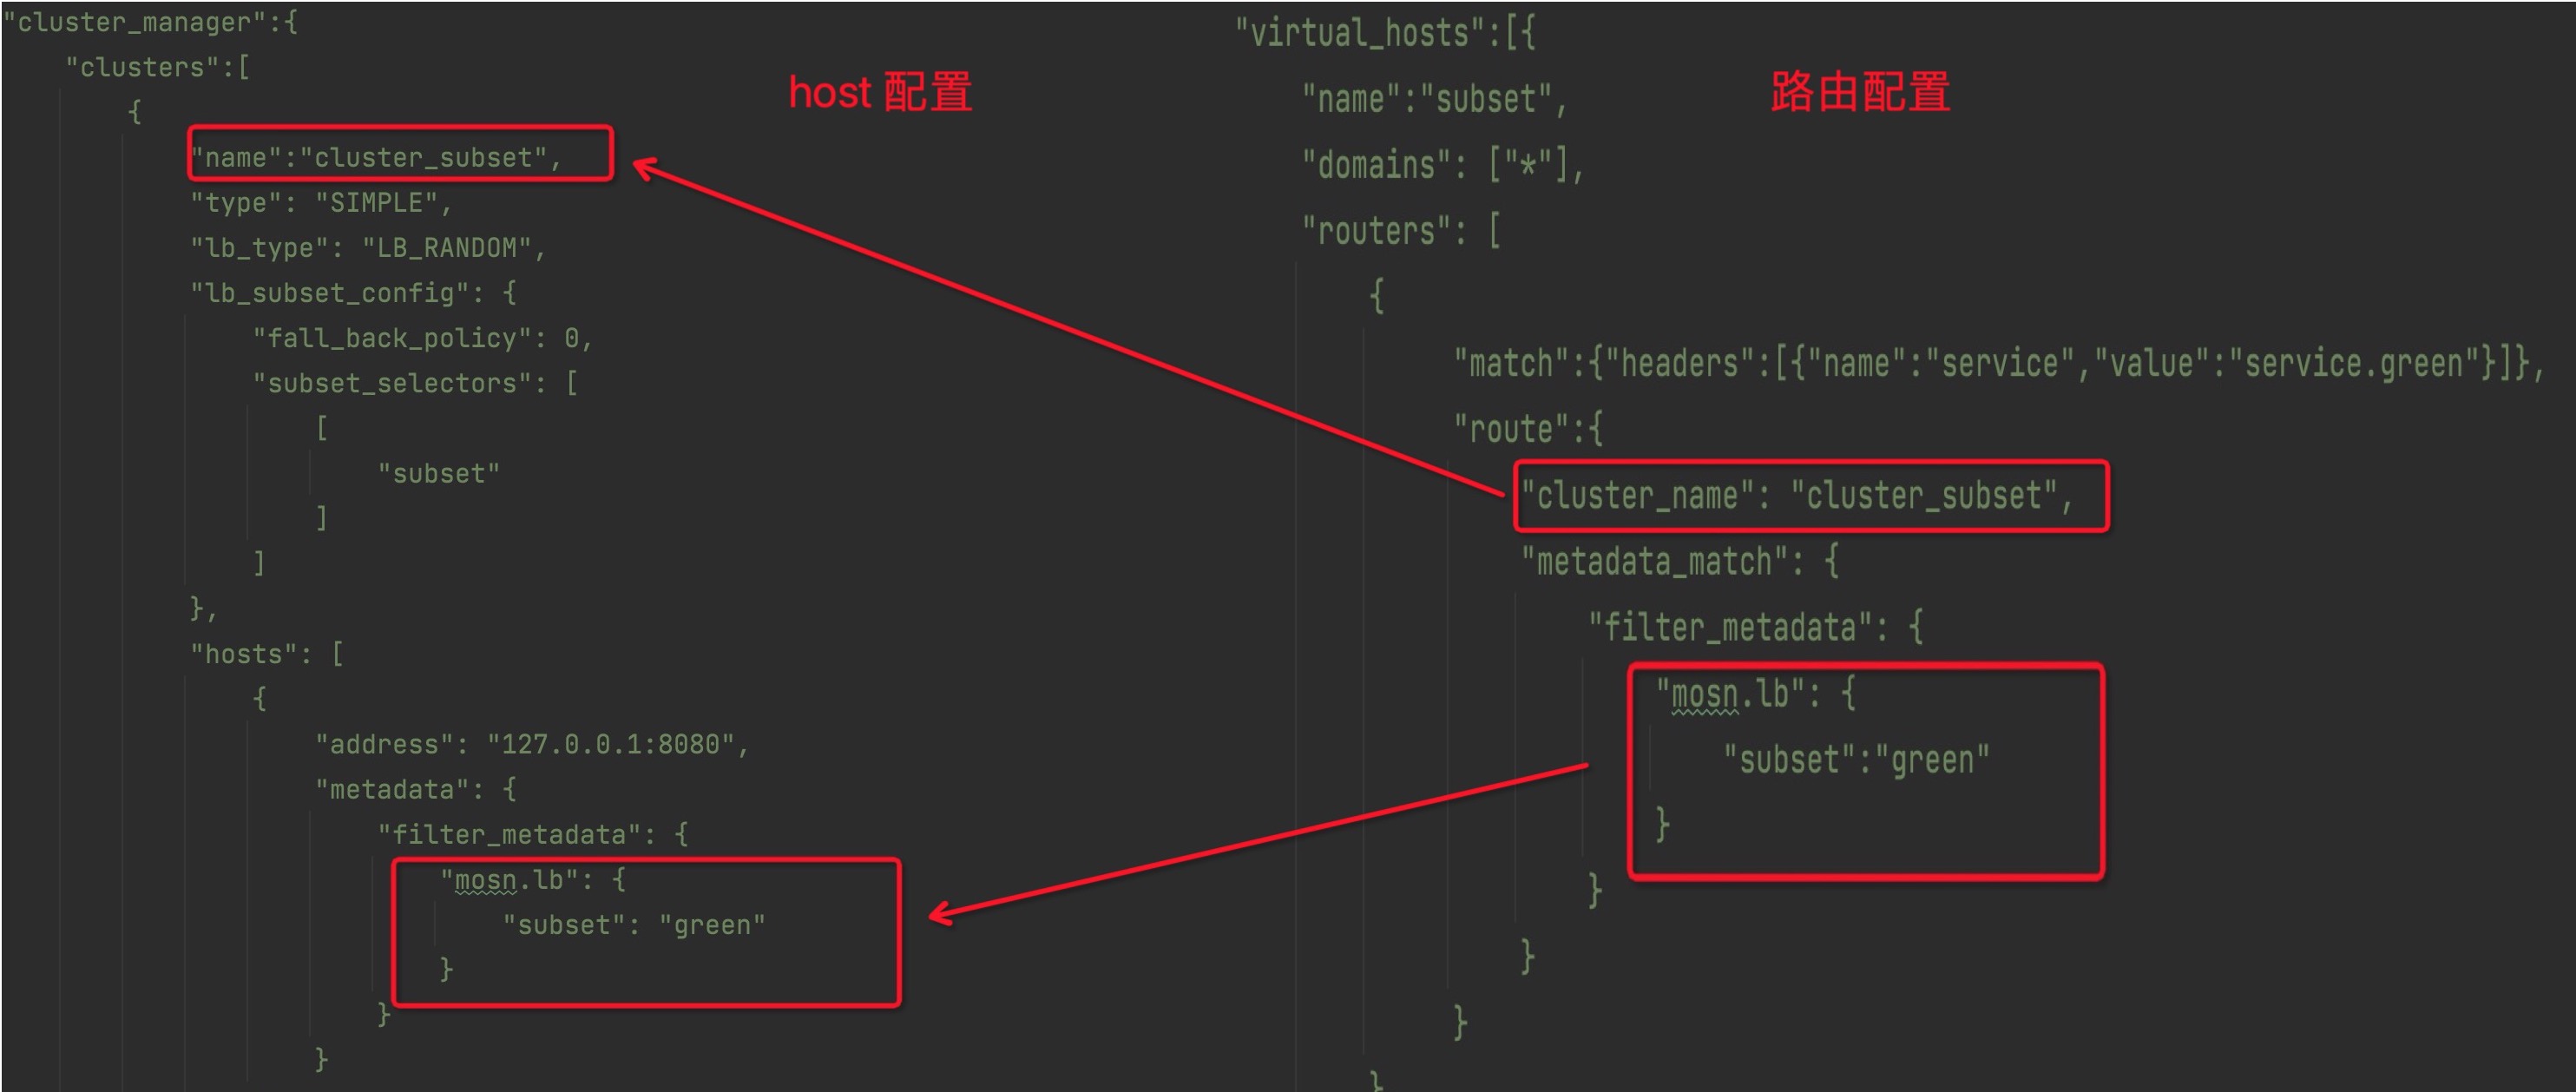 "cluster_manager":{
"clusters":[
{
"name":"cluster_subset",
"type": "SIMPLE",
"lb_type": "LB_RANDOM",
"lb_subset_config": {
"fall_back_policy": 0,
"subset_selectors": [
[
"subset"
]
]
},
"hosts": [
{
"address": "127.0.0.1:8080",
"metadata": {
"filter_metadata": {
"mosn.lb": {
"subset": "green"
}
}
}
host 配置
"virtual_hosts":[{
"name":"subset",
"domains": ["*"],
"routers": [
{
"match":{"headers":[{"name":"service","value":"service.green"}]},
"route":{
"cluster_name": "cluster_subset",
"metadata_match": {
"filter_metadata": {
"mosn.lb": {
"subset":"green"
}
}
}
}
}
路由配置